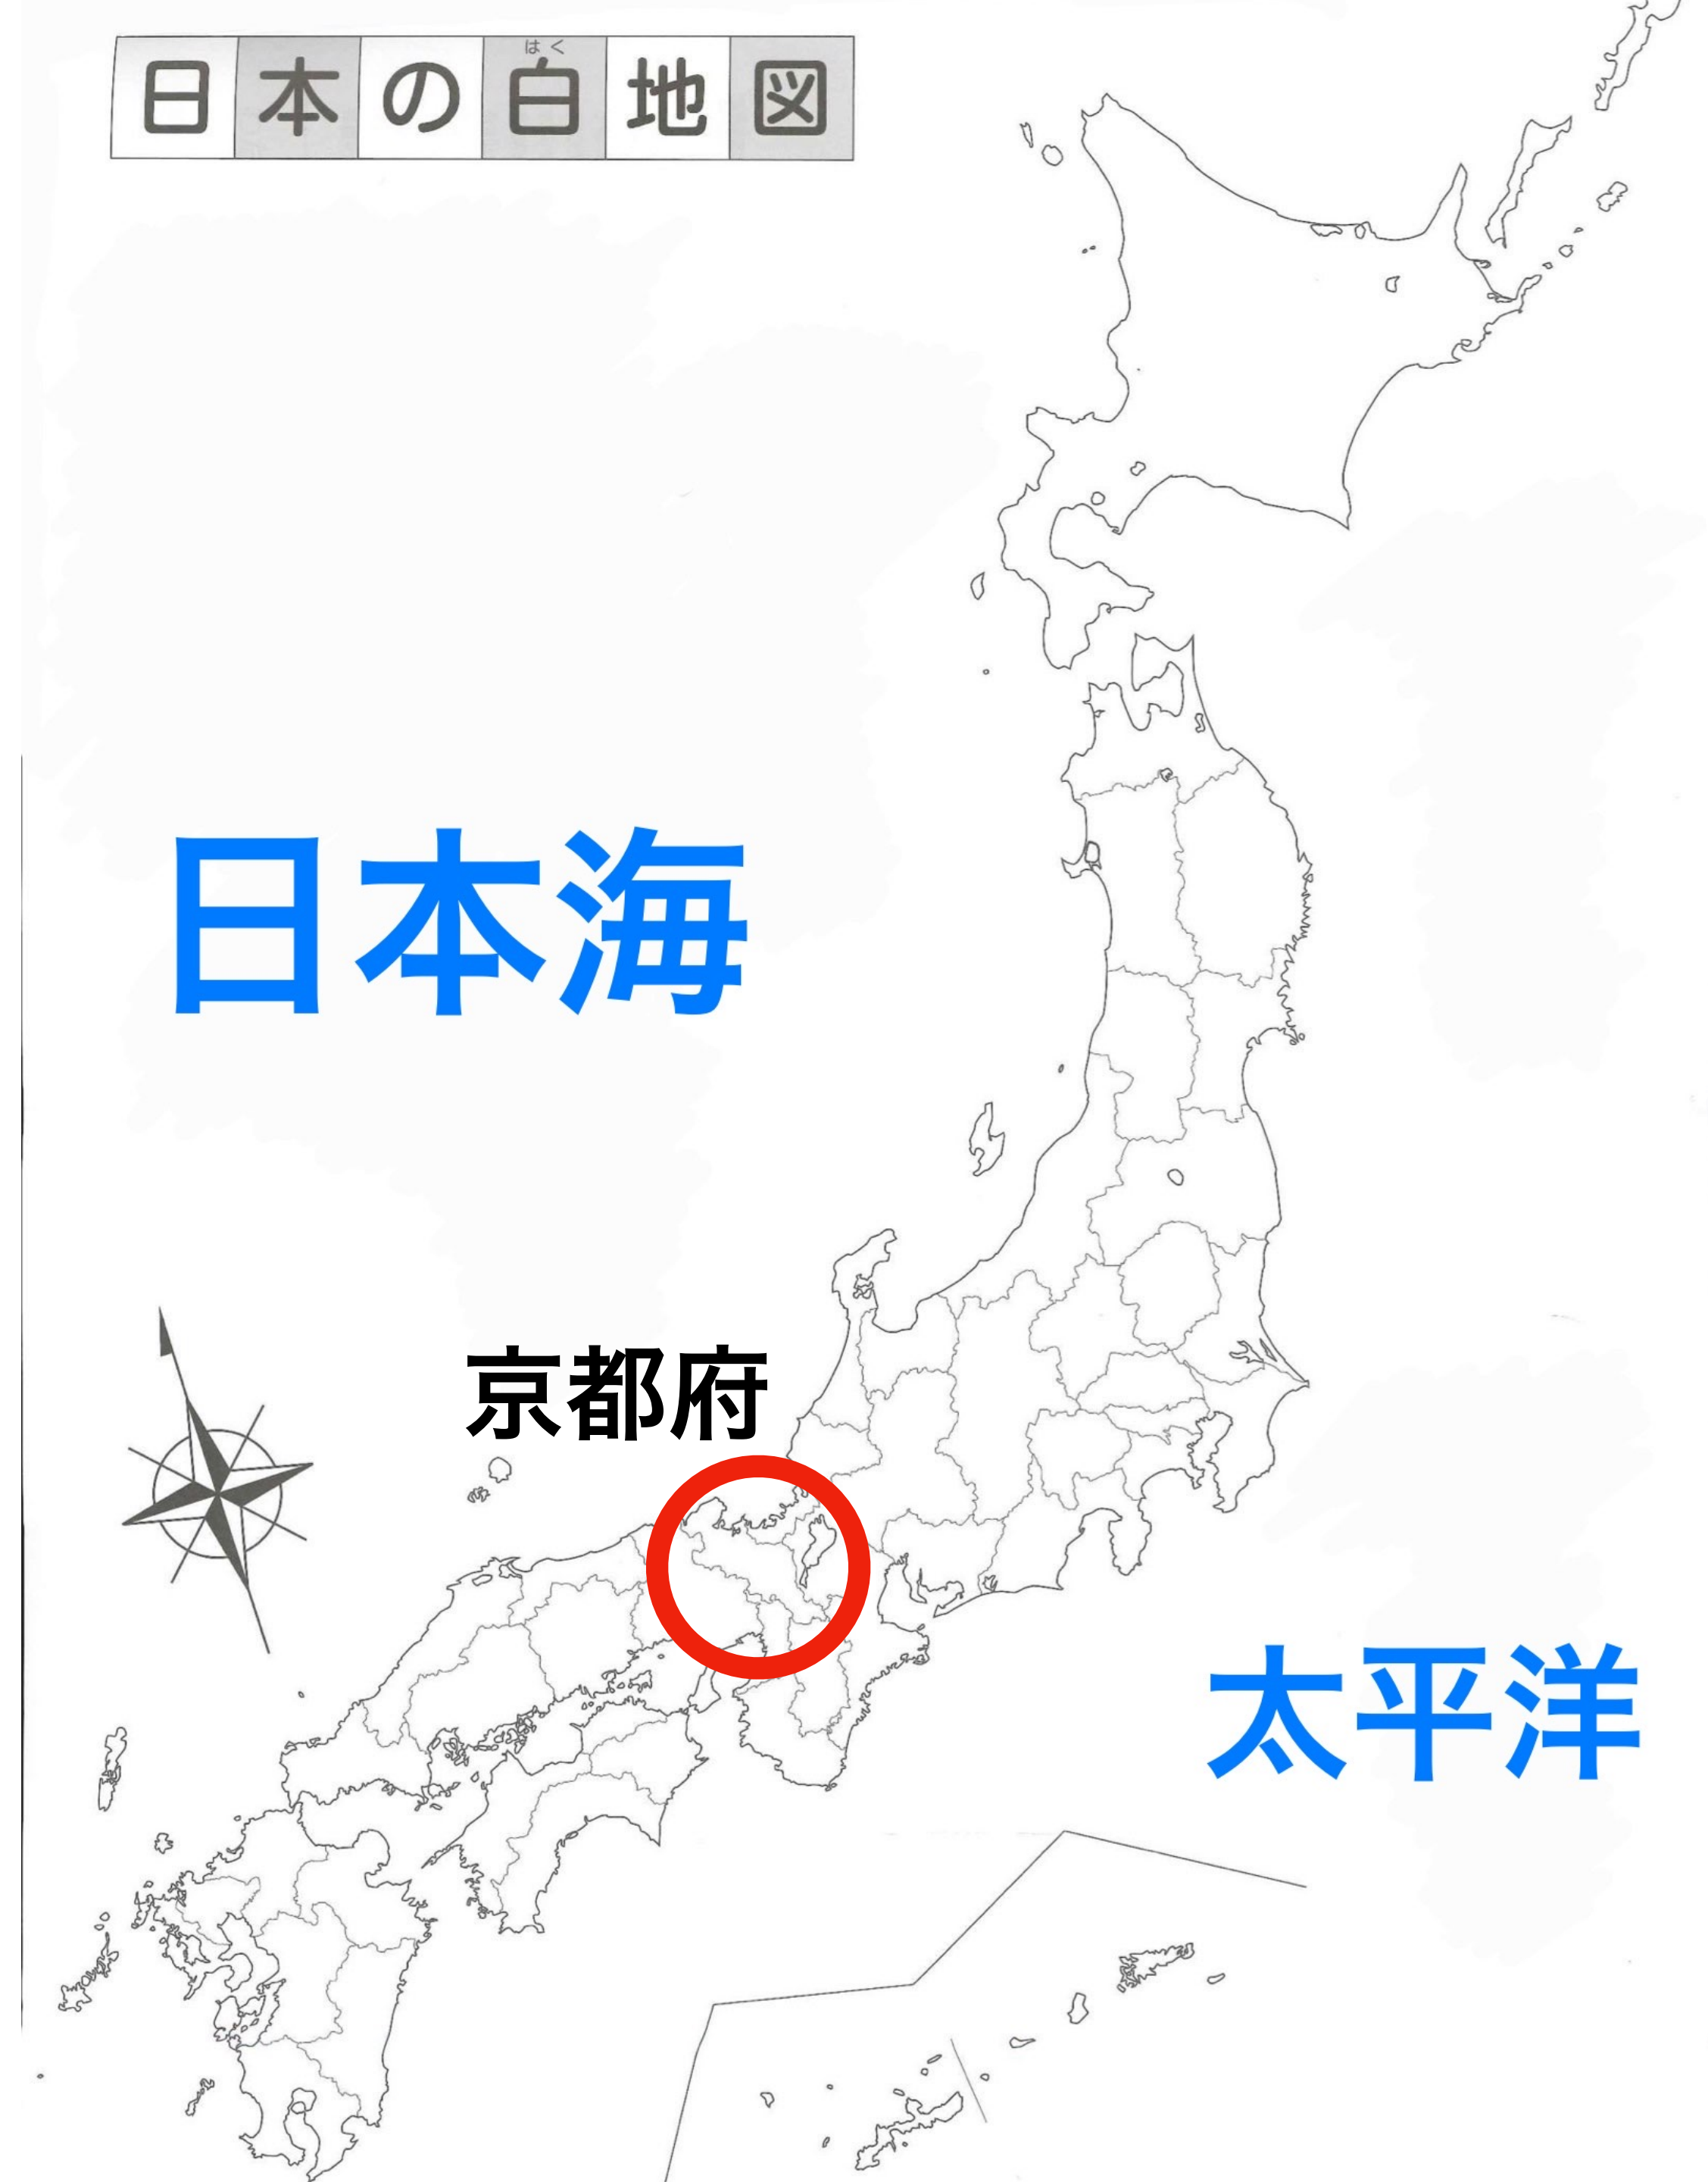 はく
日本の白地図
日本海
京都府
太平洋